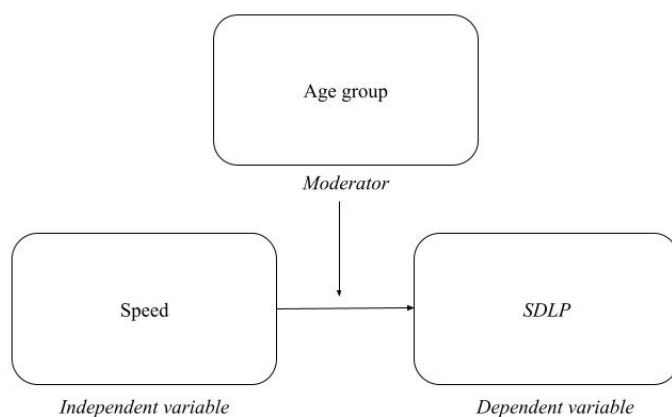 Age group
Moderator
Speed
SDLP
Independent variable
Dependent variable